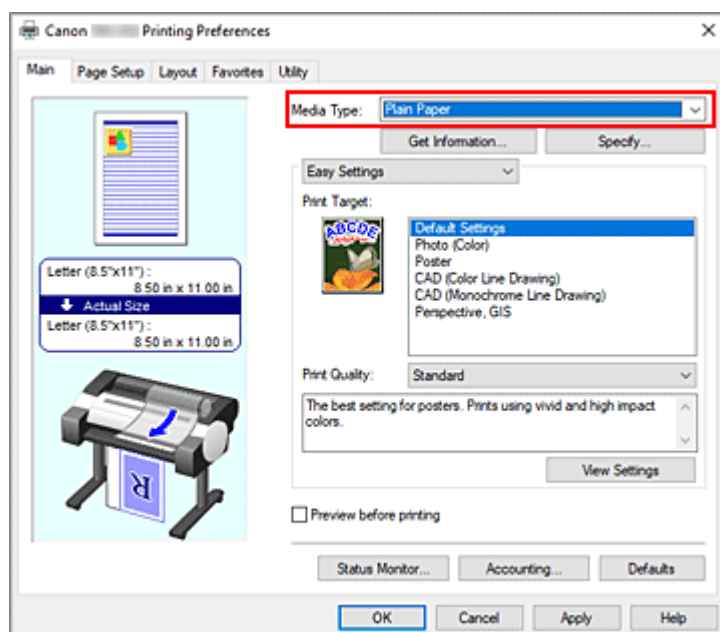 Canon Printing Preferences
Main Page Setup Layout Favorites Utility
Media Type: Plain Paper
Get Information... Specify...
Easy Settings
Print Target:
ABCDE
Default Settings
Photo (Color)
Poster
CAD (Color Line Drawing)
CAD (Monochrome Line Drawing)
Perspective, GIS
Letter (8.5"x11") :
8.50 in x 11.00 in
Actual Size
Letter (8.5"x11") :
8.50 in x 11.00 in
Print Quality: Standard
The best setting for posters. Prints using vivid and high impact
colors.
View Settings
R
Preview before printing
Status Monitor... Accounting... Defaults
OK Cancel Apply Help